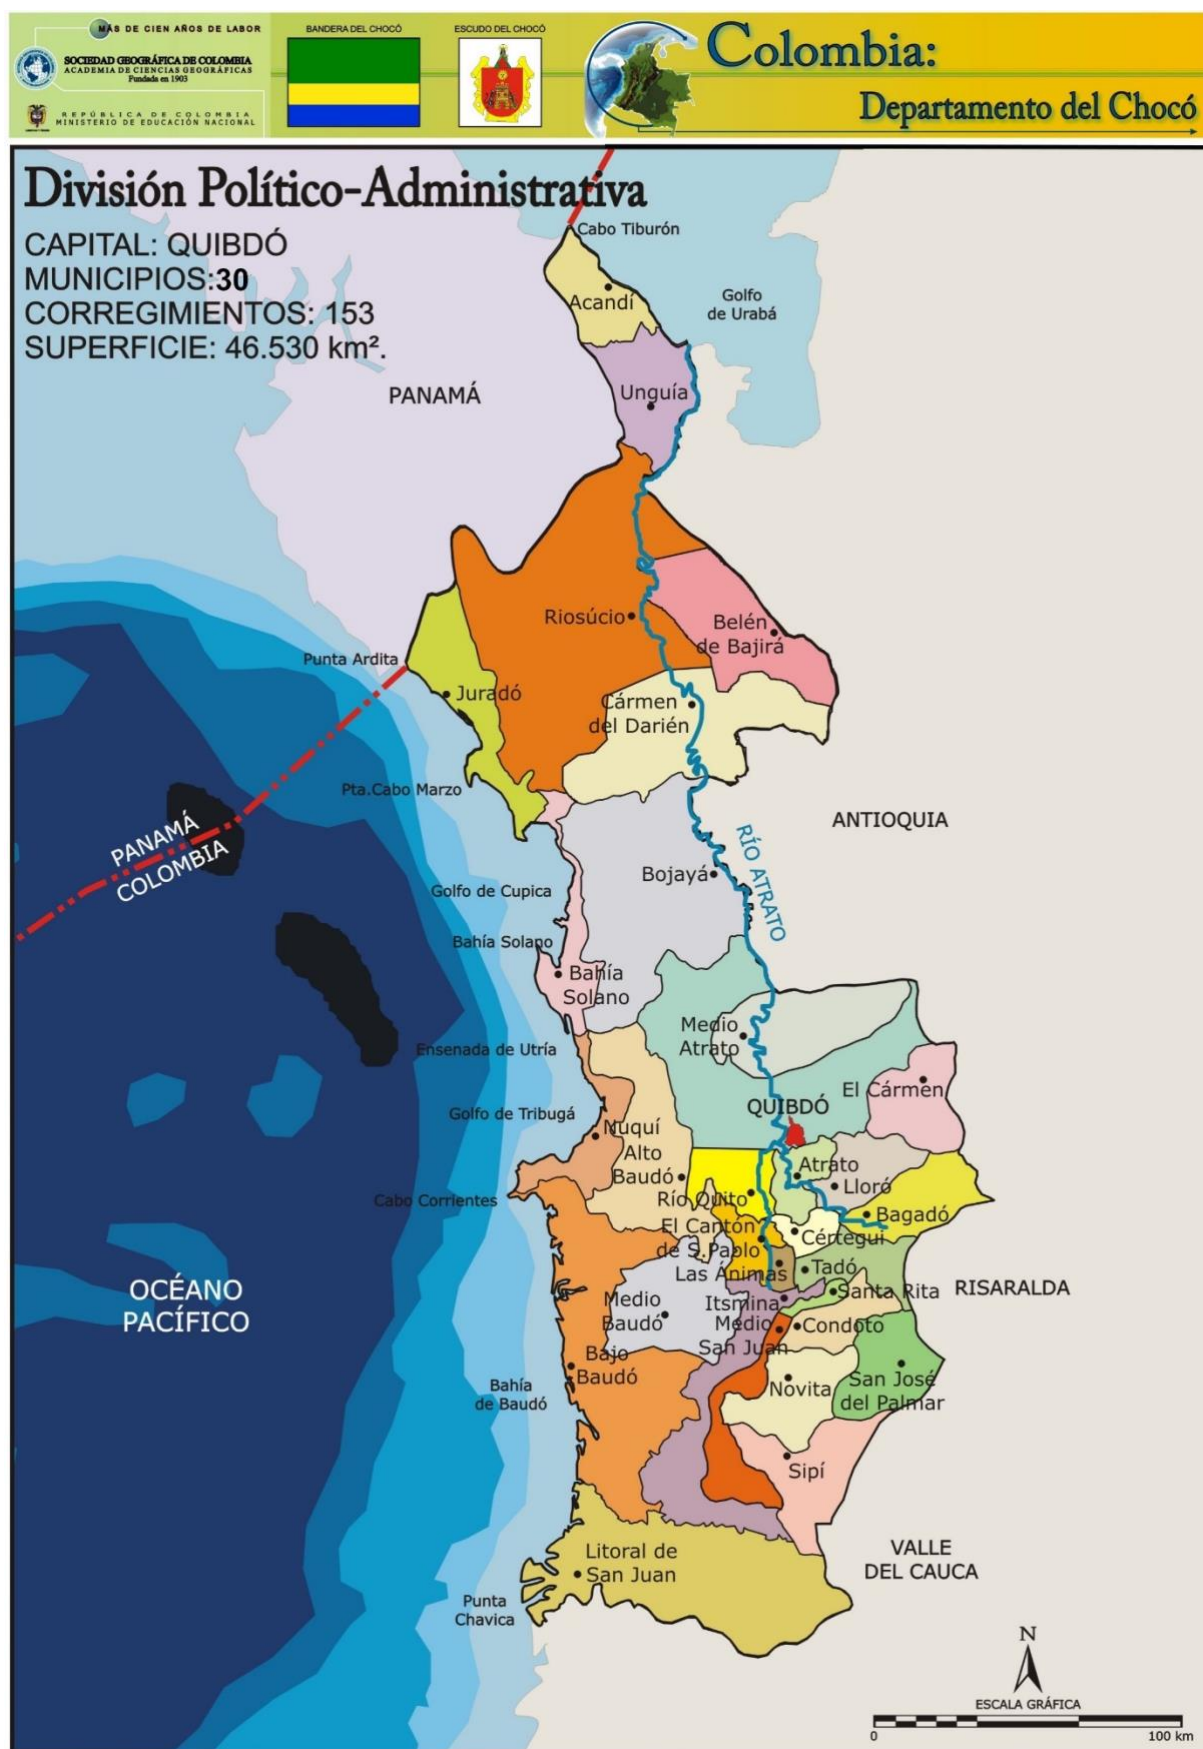 MÁS DE CIEN AÑOS DE LABOR
SOCIEDAD GEOGRÁFICA DE COLOMBIA
ACADEMIA DE CIENCIAS GEOGRÁFICAS
Fundada en 1903
REPÚBLICA DE COLOMBIA
MINISTERIO DE EDUCACIÓN NACIONAL
BANDERA DEL CHOCÓ
ESCUDO DEL CHOCÓ
Colombia:
Departamento del Chocó
División Político-Administrativa
CAPITAL: QUIBDÓ
MUNICIPIOS:30
CORREGIMIENTOS: 153
SUPERFICIE: 46.530 km².
Cabo Tiburón
Acandí
Golfo
de Urabá
PANAMÁ
Unguía
Riosúcio
Belén
de Bajirá
Punta Ardita
Juradó
Cármen
del Darién
Pta.Cabo Marzo
PANAMÁ
COLOMBIA
ANTIOQUIA
RÍO ATRATO
Bojayá
Golfo de Cupica
Bahía Solano
Bahía
Solano
Medio
Atrato
Ensenada de Utría
El Cármen
QUIBDÓ
Golfo de Tribugá
Nuquí
Alto
Baudó
Atrato
Lloró
Cabo Corrientes
Río Quito
Bagadó
El Cantón
de S.Pablo
Cértegui
Las Ánimas
Tadó
OCÉANO
PACÍFICO
Santa Rita
RISARALDA
Medio
Baudó
Itsmina
Medio
San Juan
Condoto
Bajo
Baudó
Bahía
de Baudó
Novita
San José
del Palmar
Sipí
Litoral de
San Juan
VALLE
DEL CAUCA
Punta
Chavica
N
ESCALA GRÁFICA
0
100 km